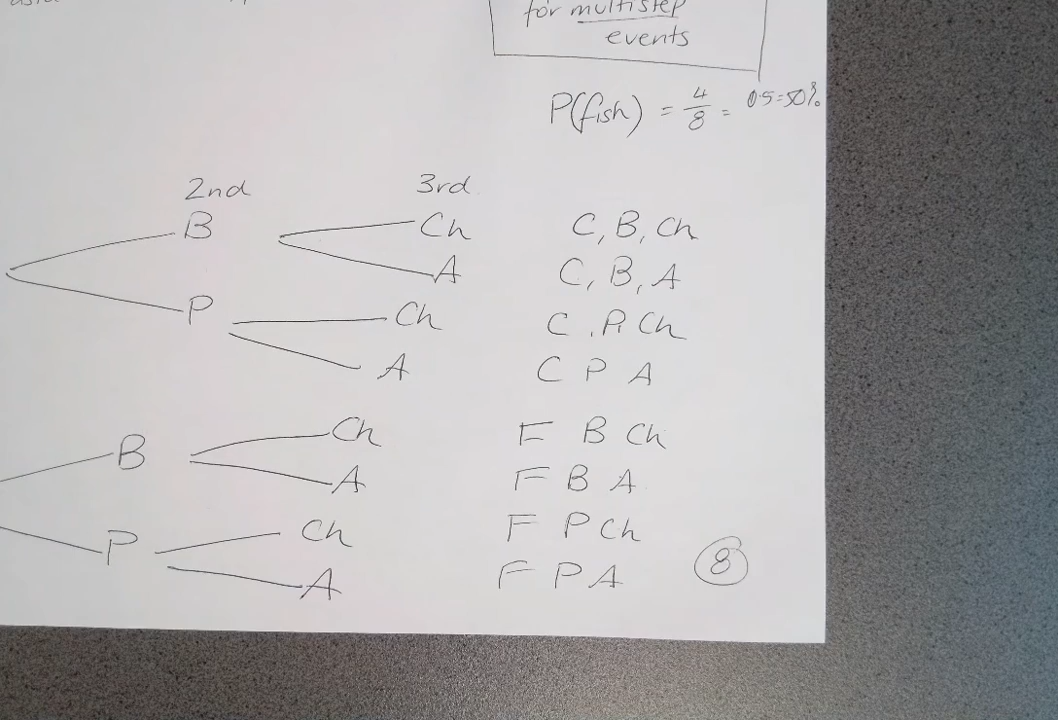 for multistep
events
P(fish) = 4/8 = 0.5 = 50%
2nd 3rd
B Ch C, B, Ch
A C, B, A
P Ch C, P, Ch
A C P A
B Ch F B Ch
A F B A
P Ch F P Ch
A F P A
8